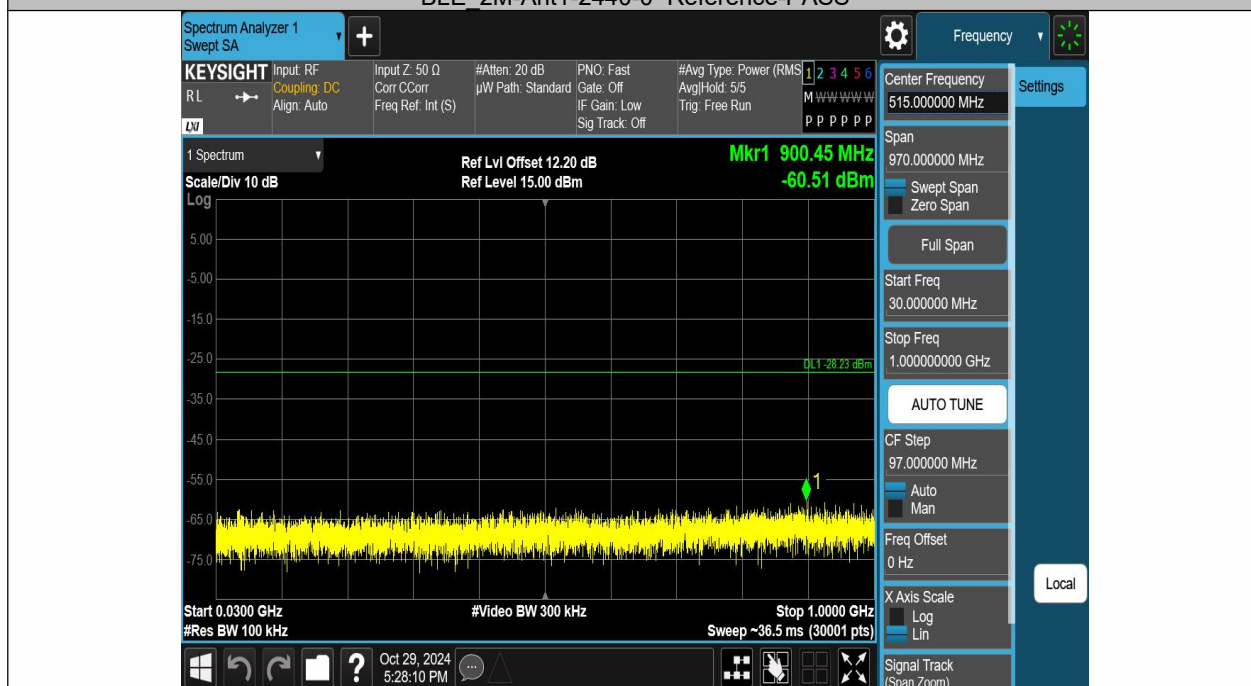 BLE_2M-Ant1-2440-0~Reference-PASS
Spectrum Analyzer 1
Swept SA
Frequency
KEYSIGHT
RL
LXI
Input: RF
Coupling: DC
Align: Auto
Input Z: 50 Ω
Corr CCorr
Freq Ref: Int (S)
#Atten: 20 dB
µW Path: Standard
PNO: Fast
Gate: Off
IF Gain: Low
Sig Track: Off
#Avg Type: Power (RMS
Avg|Hold: 5/5
Trig: Free Run
1 2 3 4 5 6
M W W W W W
P P P P P P
1 Spectrum
Scale/Div 10 dB
Log
Ref Lvl Offset 12.20 dB
Ref Level 15.00 dBm
Mkr1 900.45 MHz
-60.51 dBm
5.00
-5.00
-15.0
-25.0
DL1 -28.23 dBm
-35.0
-45.0
-55.0
1
-65.0
-75.0
Start 0.0300 GHz
#Res BW 100 kHz
#Video BW 300 kHz
Stop 1.0000 GHz
Sweep ~36.5 ms (30001 pts)
Center Frequency
515.000000 MHz
Settings
Span
970.000000 MHz
Swept Span
Zero Span
Full Span
Start Freq
30.000000 MHz
Stop Freq
1.000000000 GHz
AUTO TUNE
CF Step
97.000000 MHz
Auto
Man
Freq Offset
0 Hz
X Axis Scale
Log
Lin
Local
Signal Track
(Span Zoom)
?
Oct 29, 2024
5:28:10 PM